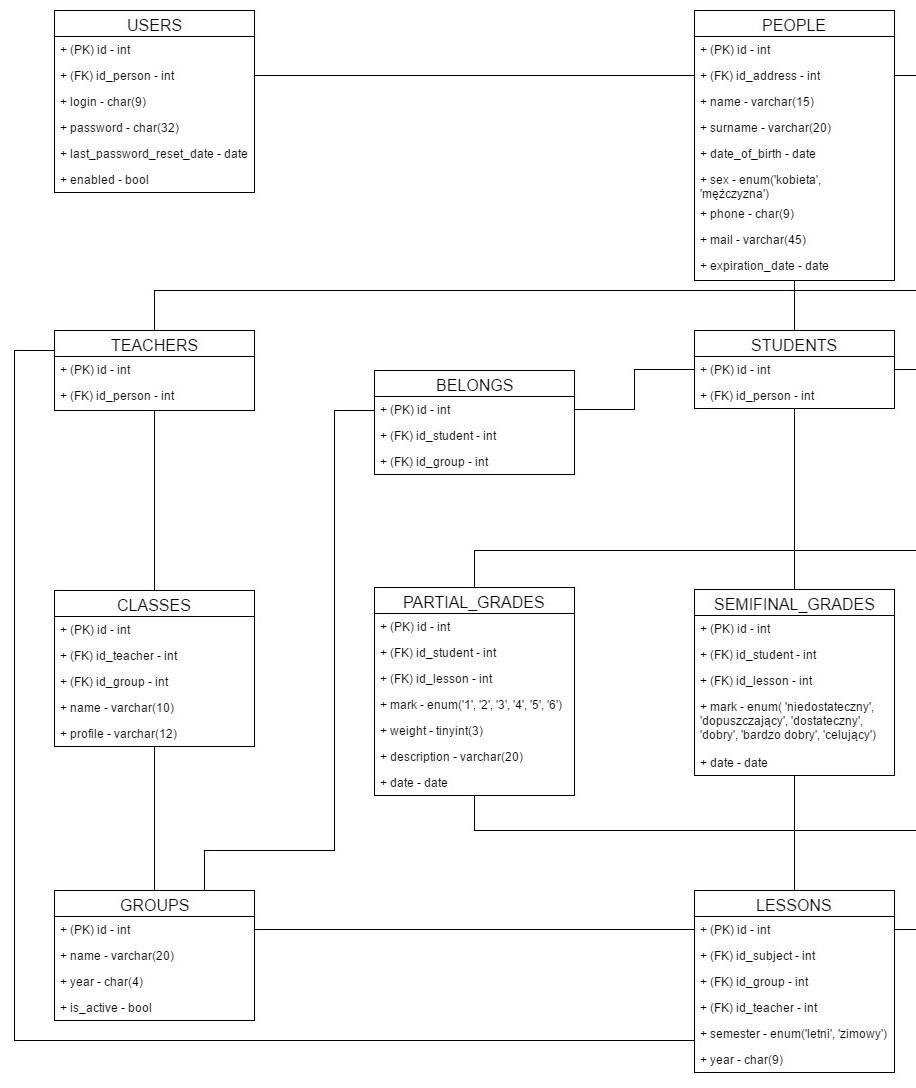 USERS
+ (PK) id - int
+ (FK) id_person - int
+ login - char(9)
+ password - char(32)
+ last_password_reset_date - date
+ enabled - bool
PEOPLE
+ (PK) id - int
+ (FK) id_address - int
+ name - varchar(15)
+ surname - varchar(20)
+ date_of_birth - date
+ sex - enum('kobieta',
'mężczyzna')
+ phone - char(9)
+ mail - varchar(45)
+ expiration_date - date
TEACHERS
+ (PK) id - int
+ (FK) id_person - int
BELONGS
+ (PK) id - int
+ (FK) id_student - int
+ (FK) id_group - int
STUDENTS
+ (PK) id - int
+ (FK) id_person - int
CLASSES
+ (PK) id - int
+ (FK) id_teacher - int
+ (FK) id_group - int
+ name - varchar(10)
+ profile - varchar(12)
PARTIAL_GRADES
+ (PK) id - int
+ (FK) id_student - int
+ (FK) id_lesson - int
+ mark - enum('1', '2', '3', '4', '5', '6')
+ weight - tinyint(3)
+ description - varchar(20)
+ date - date
SEMIFINAL_GRADES
+ (PK) id - int
+ (FK) id_student - int
+ (FK) id_lesson - int
+ mark - enum( 'niedostateczny',
'dopuszczający', 'dostateczny',
'dobry', 'bardzo dobry', 'celujący')
+ date - date
GROUPS
+ (PK) id - int
+ name - varchar(20)
+ year - char(4)
+ is_active - bool
LESSONS
+ (PK) id - int
+ (FK) id_subject - int
+ (FK) id_group - int
+ (FK) id_teacher - int
+ semester - enum('letni', 'zimowy')
+ year - char(9)